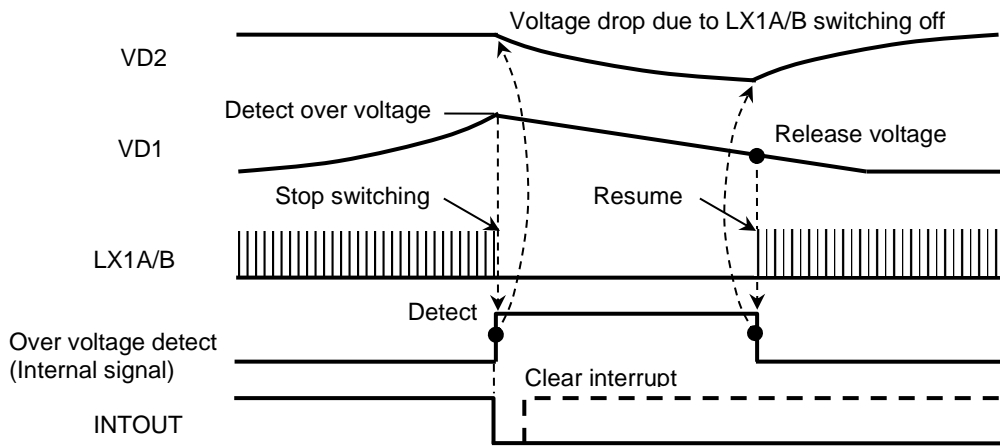 Voltage drop due to LX1A/B switching off
VD2
Detect over voltage
VD1
Release voltage
Stop switching
Resume
LX1A/B
Detect
Over voltage detect
(Internal signal)
Clear interrupt
INTOUT